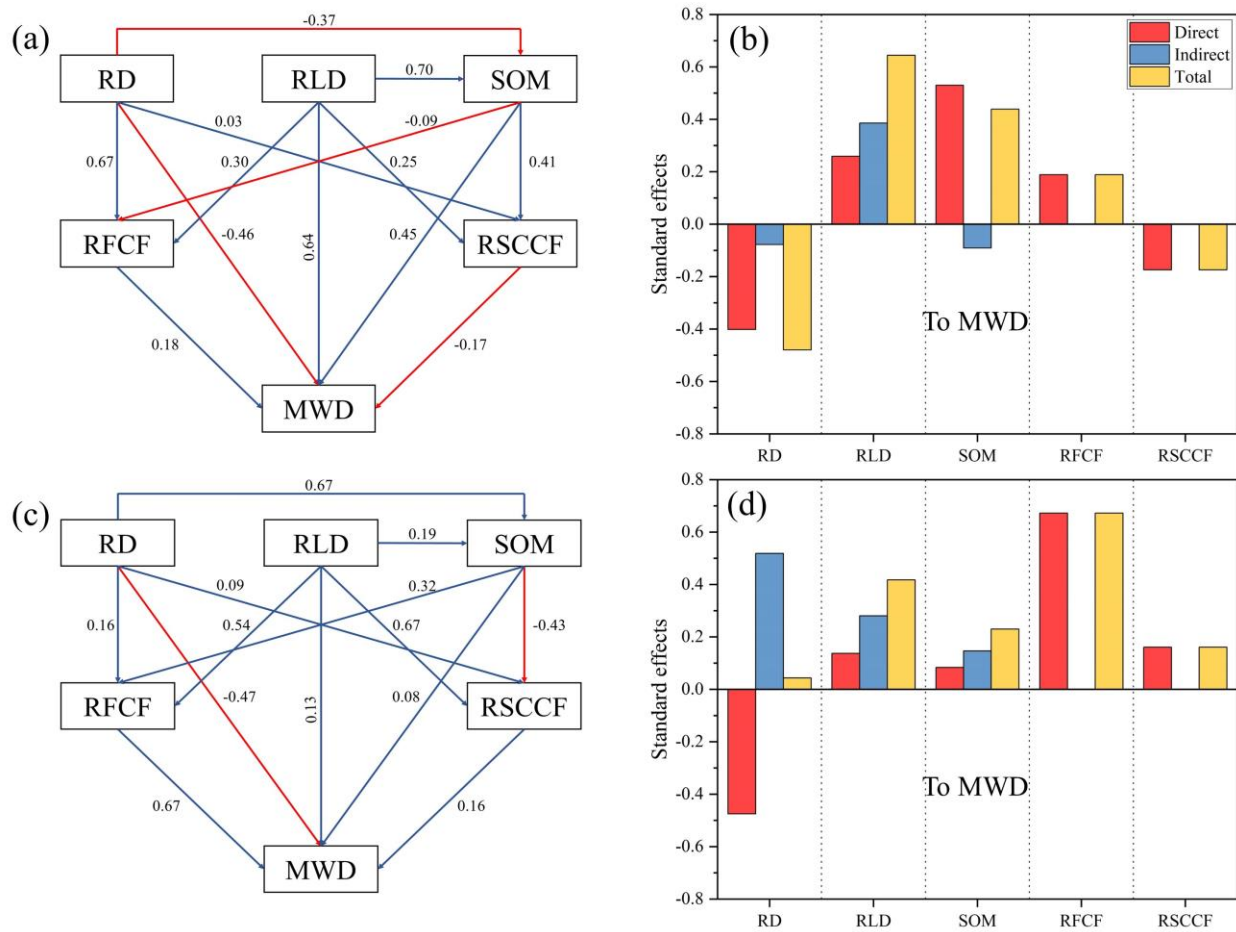 (a)
-0.37
RD
RLD
0.70
SOM
0.03
-0.09
0.67
0.30
0.25
0.41
RFCF
-0.46
0.64
0.45
RSCCF
0.18
-0.17
MWD
(b)
Direct
Indirect
Total
Standard effects
0.8
0.6
0.4
0.2
0.0
-0.2
-0.4
-0.6
-0.8
To MWD
RD
RLD
SOM
RFCF
RSCCF
(c)
0.67
RD
RLD
0.19
SOM
0.09
0.32
0.16
0.54
0.67
-0.43
RFCF
-0.47
0.13
0.08
RSCCF
0.67
0.16
MWD
(d)
Standard effects
0.8
0.6
0.4
0.2
0.0
-0.2
-0.4
-0.6
-0.8
To MWD
RD
RLD
SOM
RFCF
RSCCF